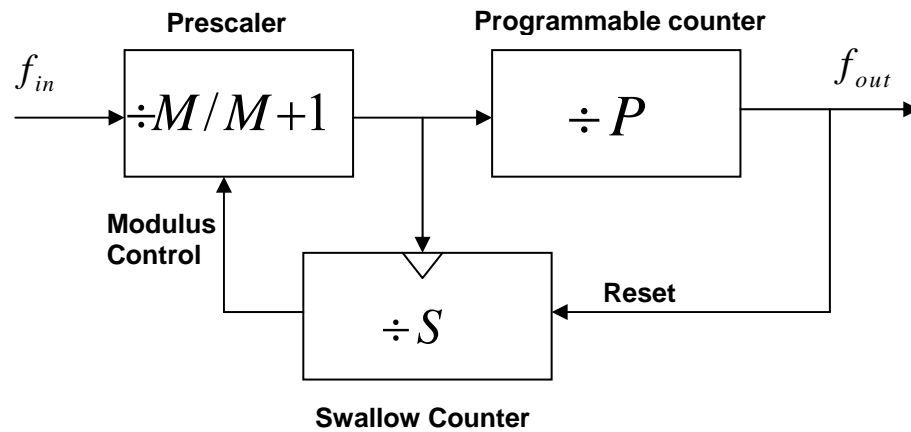 Prescaler
Programmable counter
f_in
÷M/M+1
÷P
f_out
Modulus
Control
Reset
÷S
Swallow Counter